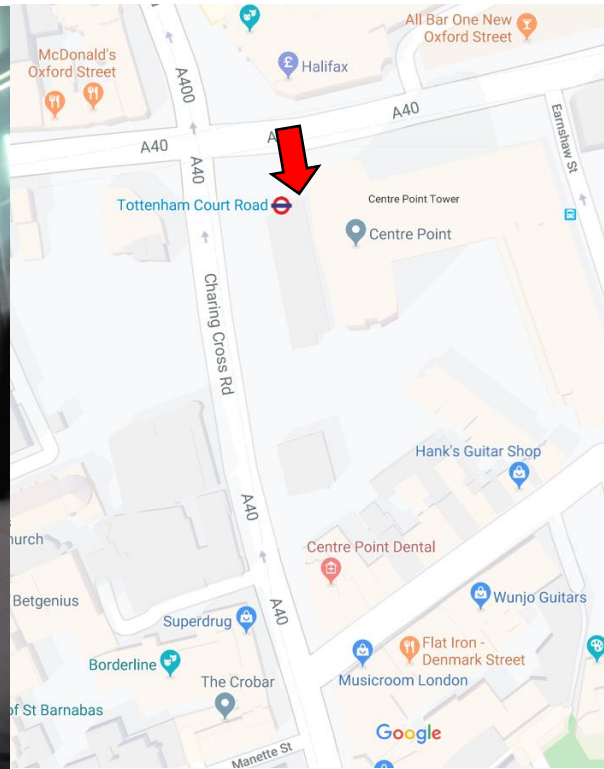 All Bar One New
Oxford Street
McDonald's
Oxford Street
Halifax
A400
A40
A40
A40
Earnshaw St
Tottenham Court Road
Centre Point Tower
Centre Point
Charing Cross Rd
Hank's Guitar Shop
A40
Centre Point Dental
Betgenius
Wunjo Guitars
Superdrug
A40
Flat Iron -
Denmark Street
Borderline
The Crobar
Musicroom London
of St Barnabas
Google
Manette St